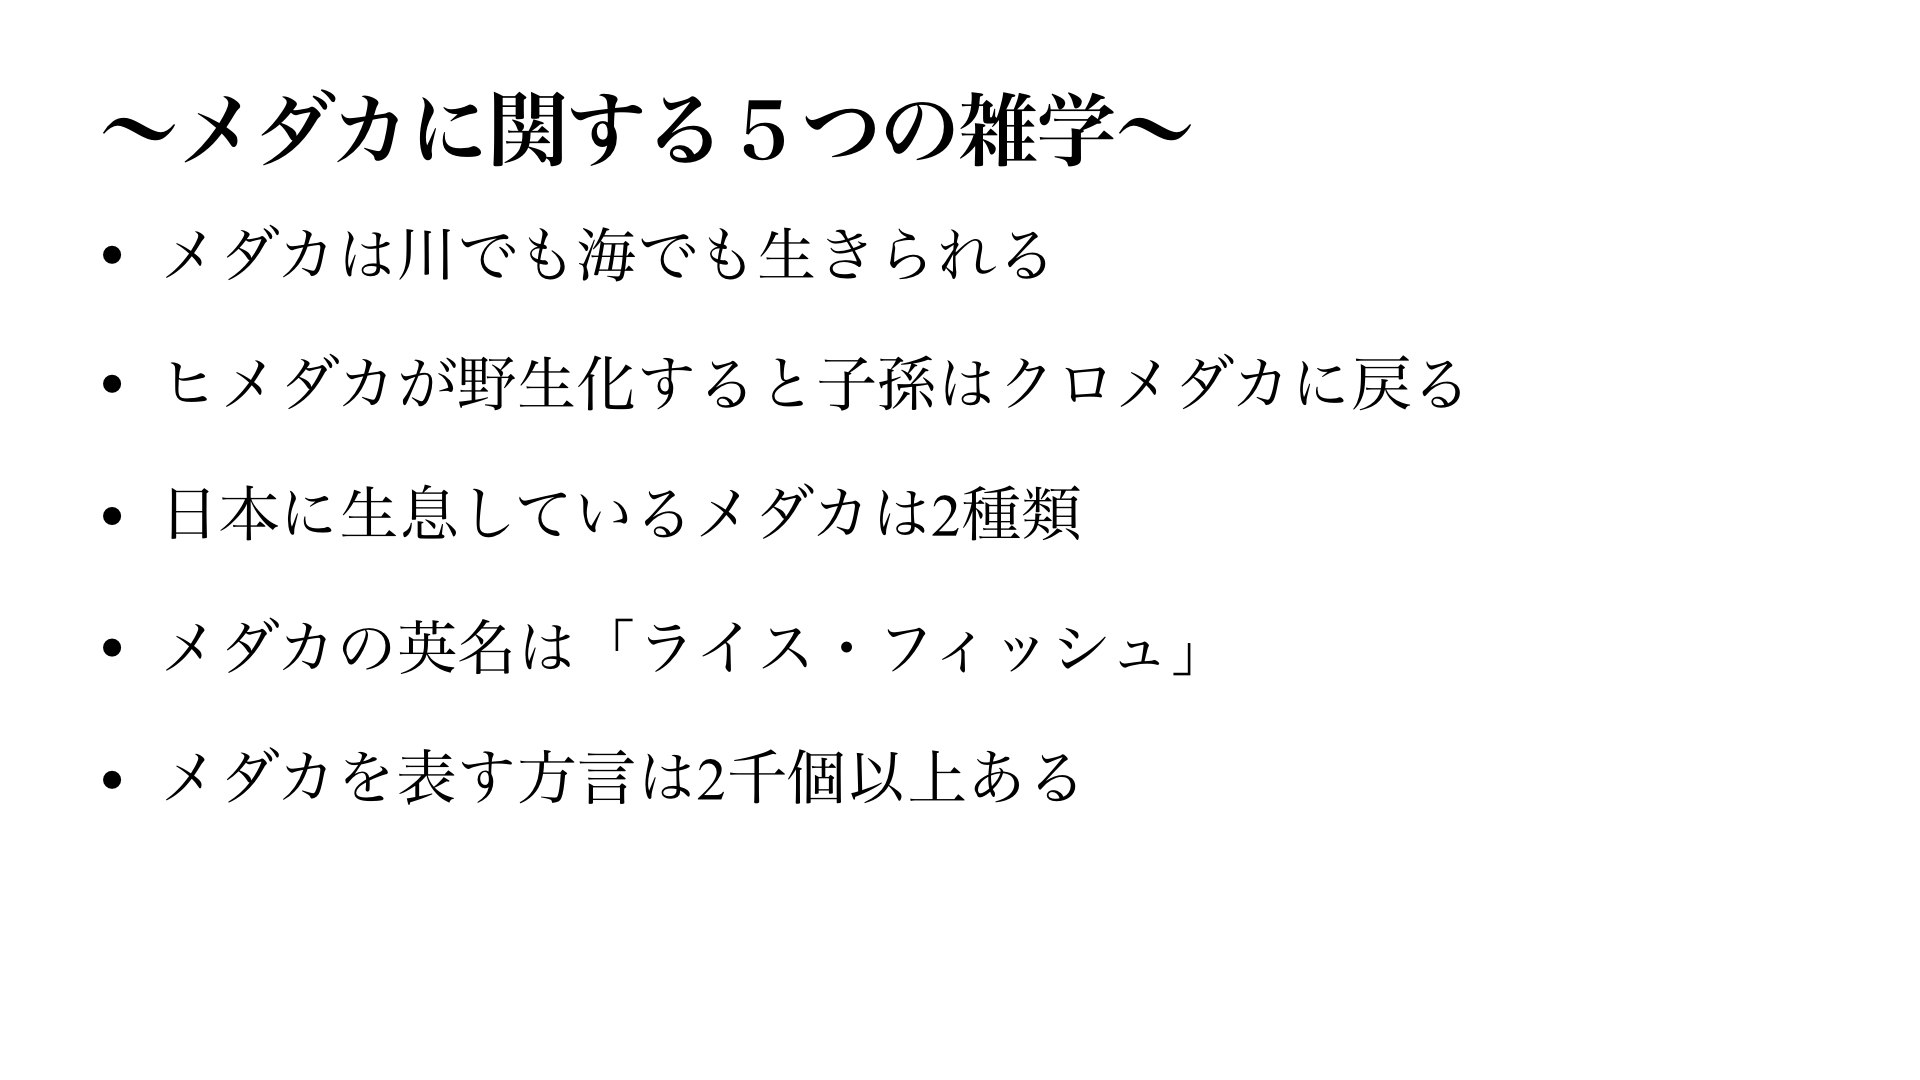 〜メダカに関する５つの雑学〜
• メダカは川でも海でも生きられる
• ヒメダカが野生化すると子孫はクロメダカに戻る
• 日本に生息しているメダカは2種類
• メダカの英名は「ライス・フィッシュ」
• メダカを表す方言は2千個以上ある